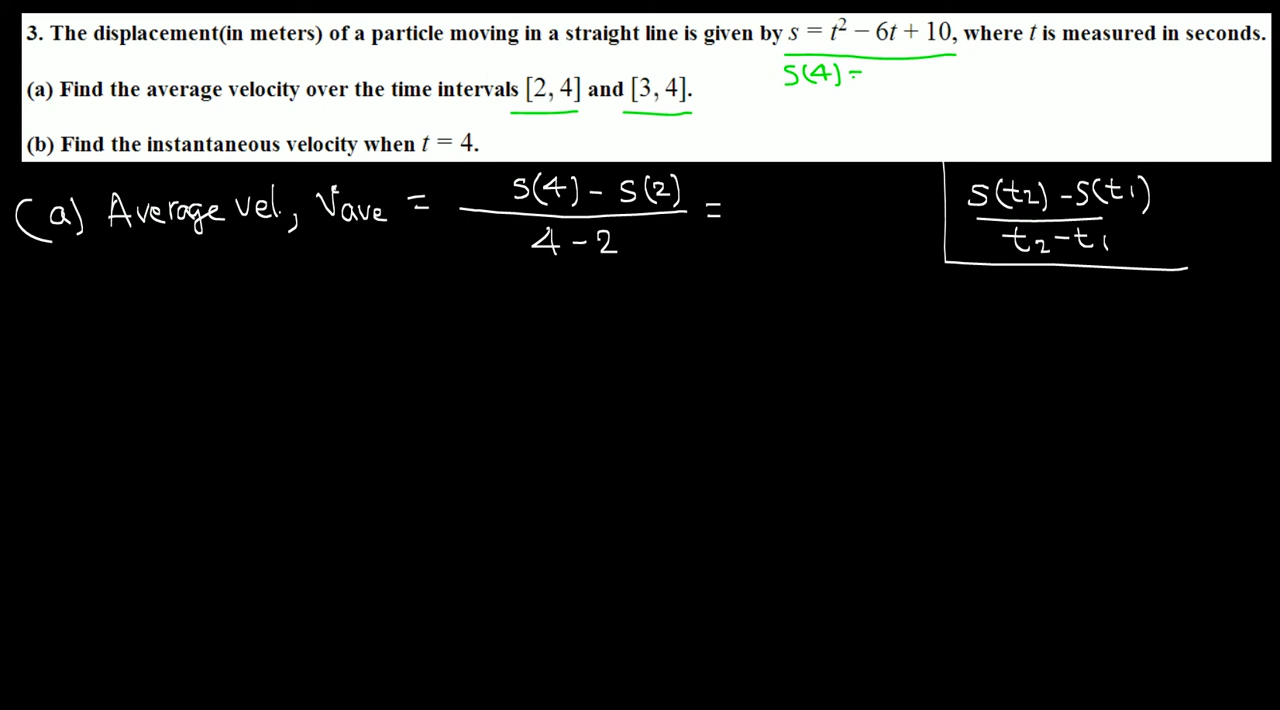 3. The displacement(in meters) of a particle moving in a straight line is given by s = t² − 6t + 10, where t is measured in seconds.
S(4) =
(a) Find the average velocity over the time intervals [2, 4] and [3, 4].
(b) Find the instantaneous velocity when t = 4.
(a) Average vel., Vave = S(4) - S(2) / 4 - 2 =
S(t2) - S(t1) / t2 - t1